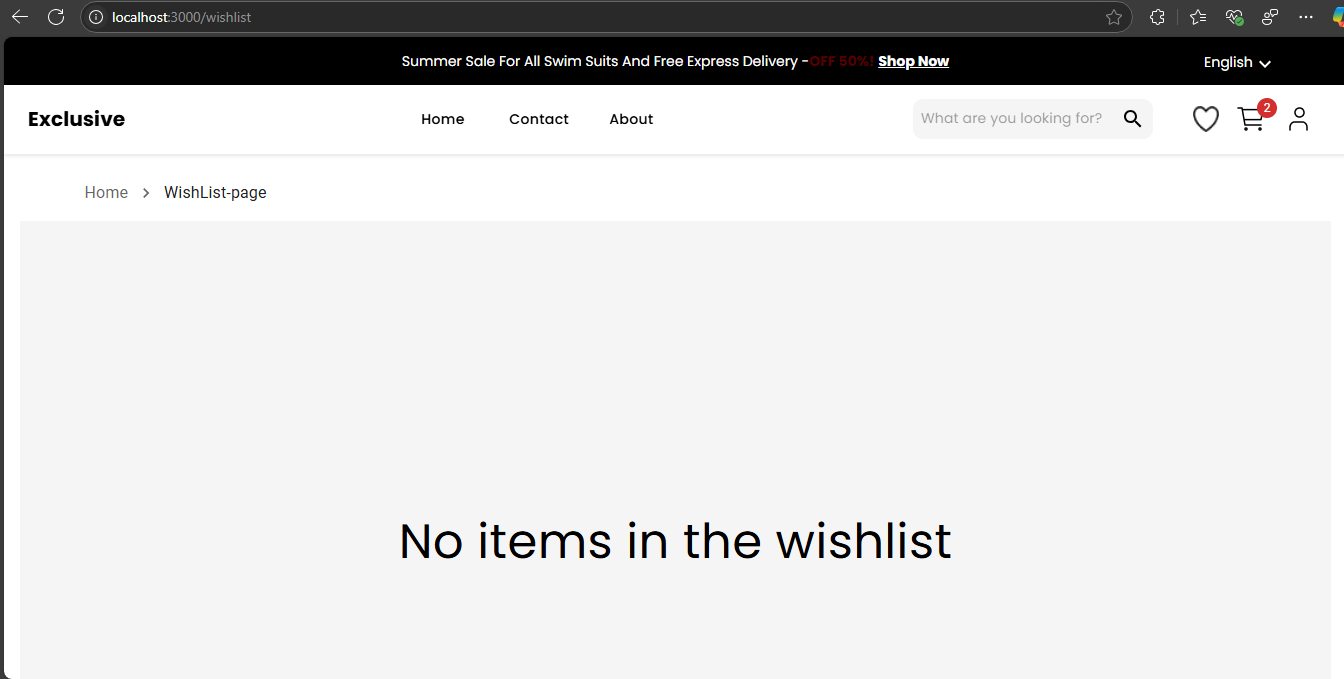 localhost:3000/wishlist
Summer Sale For All Swim Suits And Free Express Delivery -OFF 50%! Shop Now
English
Exclusive
Home
Contact
About
What are you looking for?
2
Home
WishList-page
No items in the wishlist